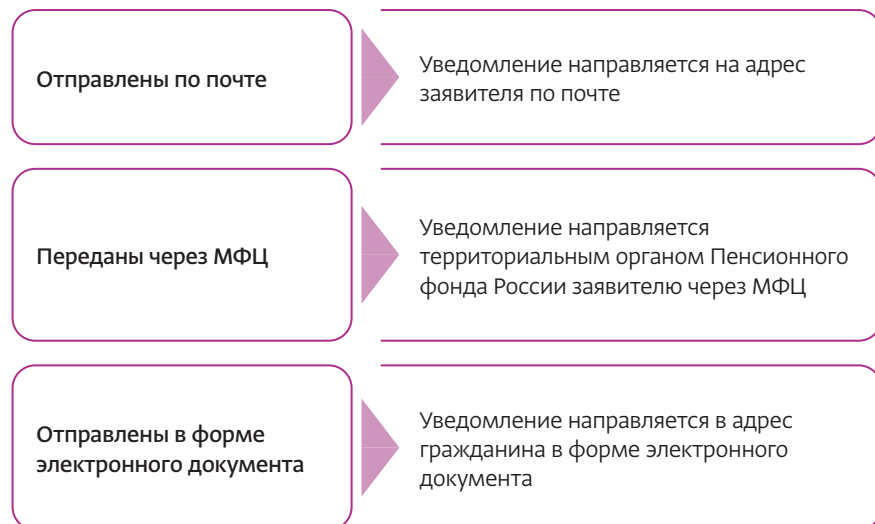 Отправлены по почте
Уведомление направляется на адрес
заявителя по почте
Переданы через МФЦ
Уведомление направляется
территориальным органом Пенсионного
фонда России заявителю через МФЦ
Отправлены в форме
электронного документа
Уведомление направляется в адрес
гражданина в форме электронного
документа